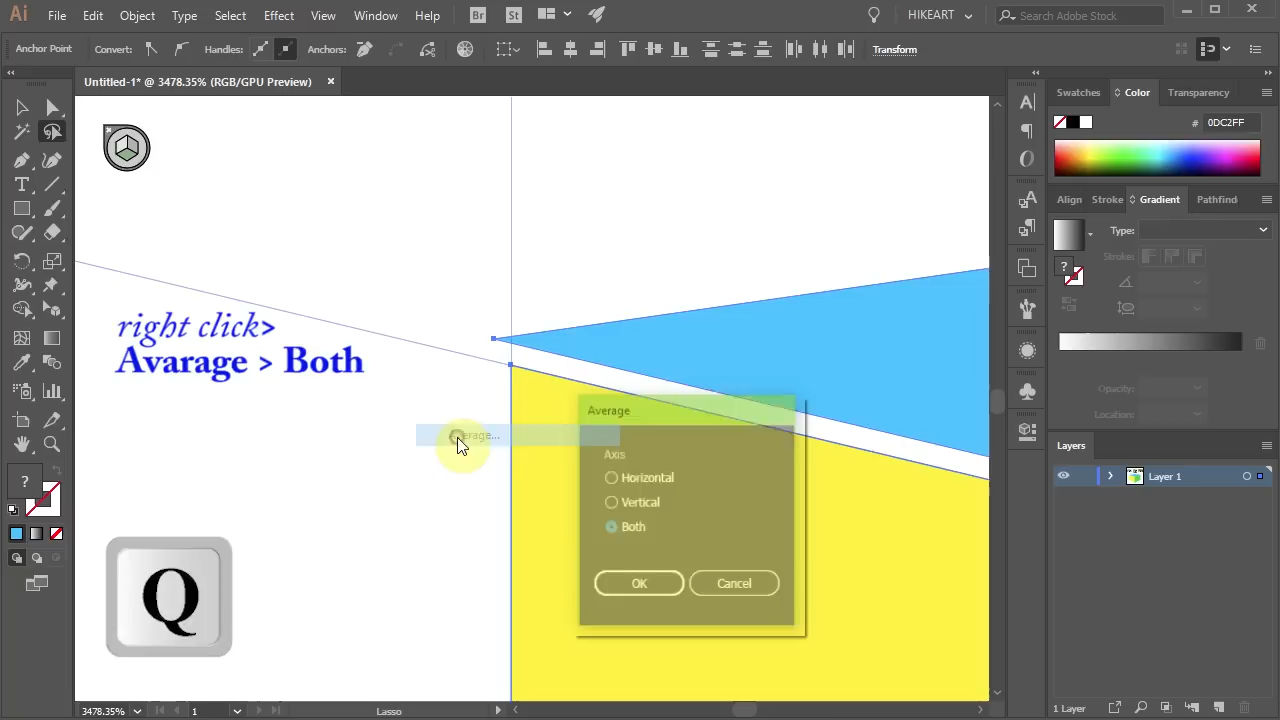 Ai File Edit Object Type Select Effect View Window Help Br St HIKEART Search Adobe Stock
Anchor Point Convert: Handles: Anchors: Transform
Untitled-1* @ 3478.35% (RGB/GPU Preview) ×
Swatches Color Transparency
# 0DC2FF
Align Stroke Gradient Pathfind
Type:
Strokes:
right click>
Avarage > Both
Opacity:
Location:
Average
Axis
Horizontal
Vertical
Both
OK Cancel
Layers
Layer 1
Q
3478.35% 1 Lasso 1 Layer